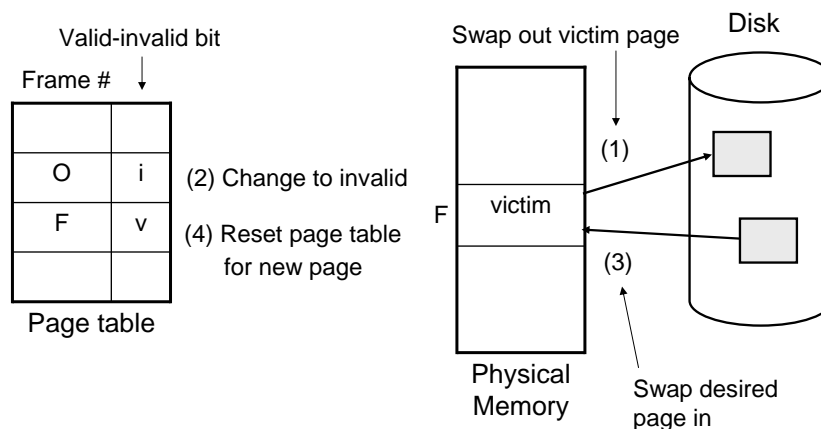 Valid-invalid bit
Frame #
O i
F v
(2) Change to invalid
(4) Reset page table
for new page
Page table
Swap out victim page
Disk
(1)
F
victim
(3)
Physical
Memory
Swap desired
page in